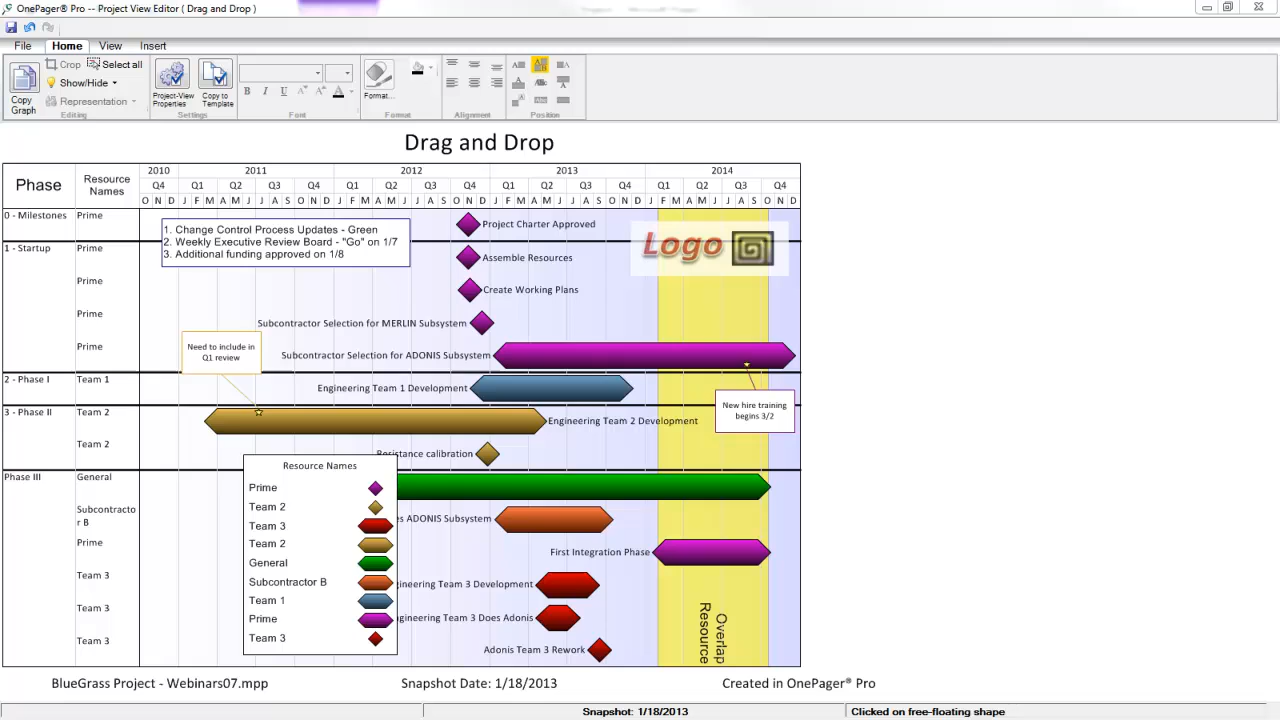 OnePager® Pro -- Project View Editor ( Drag and Drop )
File Home View Insert
Copy Graph
Crop
Select all
Show/Hide
Representation
Editing
Project-View Properties
Copy to Template
Settings
B I U A A A
Font
Format...
Format
Alignment
Position
Drag and Drop
Phase
Resource Names
2010 2011 2012 2013 2014
Q4 Q1 Q2 Q3 Q4 Q1 Q2 Q3 Q4 Q1 Q2 Q3 Q4 Q1 Q2 Q3 Q4
O N D J F M A M J J A S O N D J F M A M J J A S O N D J F M A M J J A S O N D J F M A M J J A S O N D
0 - Milestones Prime
Project Charter Approved
1. Change Control Process Updates - Green
2. Weekly Executive Review Board - "Go" on 1/7
3. Additional funding approved on 1/8
Logo
1 - Startup Prime
Assemble Resources
Prime
Create Working Plans
Prime
Subcontractor Selection for MERLIN Subsystem
Prime
Subcontractor Selection for ADONIS Subsystem
Need to include in
Q1 review
2 - Phase I Team 1
Engineering Team 1 Development
New hire training
begins 3/2
3 - Phase II Team 2
Engineering Team 2 Development
Team 2
Resistance calibration
Phase III General
Subcontracto
r B
es ADONIS Subsystem
Prime
First Integration Phase
Team 3
gineering Team 3 Development
Team 3
gineering Team 3 Does Adonis
Team 3
Adonis Team 3 Rework
Resource Names
Prime
Team 2
Team 3
Team 2
General
Subcontractor B
Team 1
Prime
Team 3
Overlap
Resource
BlueGrass Project - Webinars07.mpp
Snapshot Date: 1/18/2013
Created in OnePager® Pro
Snapshot: 1/18/2013
Clicked on free-floating shape